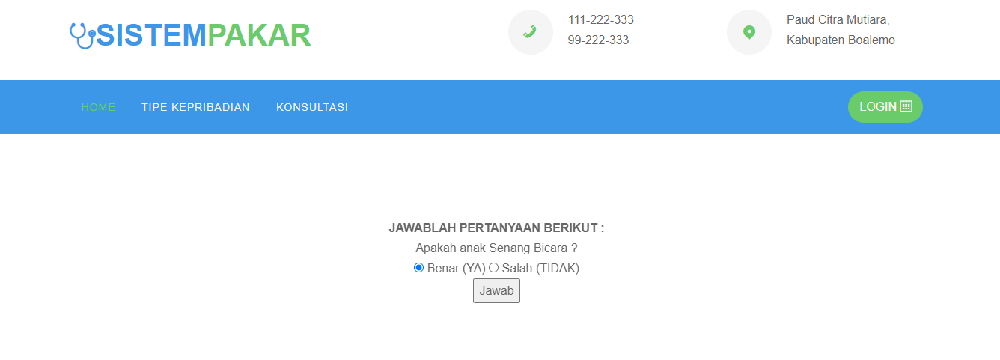 SISTEMPAKAR
111-222-333
99-222-333
Paud Citra Mutiara,
Kabupaten Boalemo
HOME TIPE KEPRIBADIAN KONSULTASI LOGIN
JAWABLAH PERTANYAAN BERIKUT :
Apakah anak Senang Bicara ?
Benar (YA) Salah (TIDAK)
Jawab